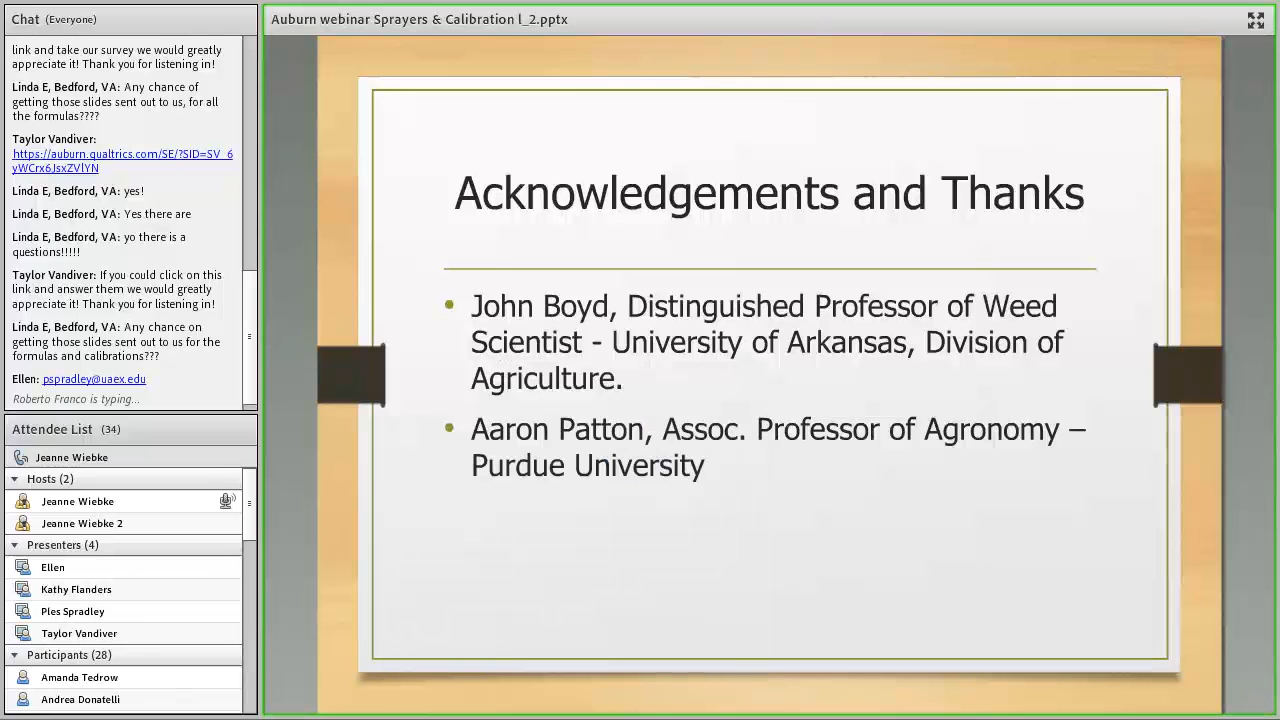 Chat (Everyone)
link and take our survey we would greatly
appreciate it! Thank you for listening in!
Linda E, Bedford, VA: Any chance of
getting those slides sent out to us, for all
the formulas????
Taylor Vandiver:
https://auburn.qualtrics.com/SE/?SID=SV_6
yWCrx6JsxZVlYN
Linda E, Bedford, VA: yes!
Linda E, Bedford, VA: Yes there are
Linda E, Bedford, VA: yo there is a
questions!!!!!
Taylor Vandiver: If you could click on this
link and answer them we would greatly
appreciate it! Thank you for listening in!
Linda E, Bedford, VA: Any chance on
getting those slides sent out to us for the
formulas and calibrations???
Ellen: pspradley@uaex.edu
Roberto Franco is typing...
Attendee List (34)
Jeanne Wiebke
Hosts (2)
Jeanne Wiebke
Jeanne Wiebke 2
Presenters (4)
Ellen
Kathy Flanders
Ples Spradley
Taylor Vandiver
Participants (28)
Amanda Tedrow
Andrea Donatelli
Auburn webinar Sprayers & Calibration l_2.pptx
Acknowledgements and Thanks
• John Boyd, Distinguished Professor of Weed
Scientist - University of Arkansas, Division of
Agriculture.
• Aaron Patton, Assoc. Professor of Agronomy –
Purdue University